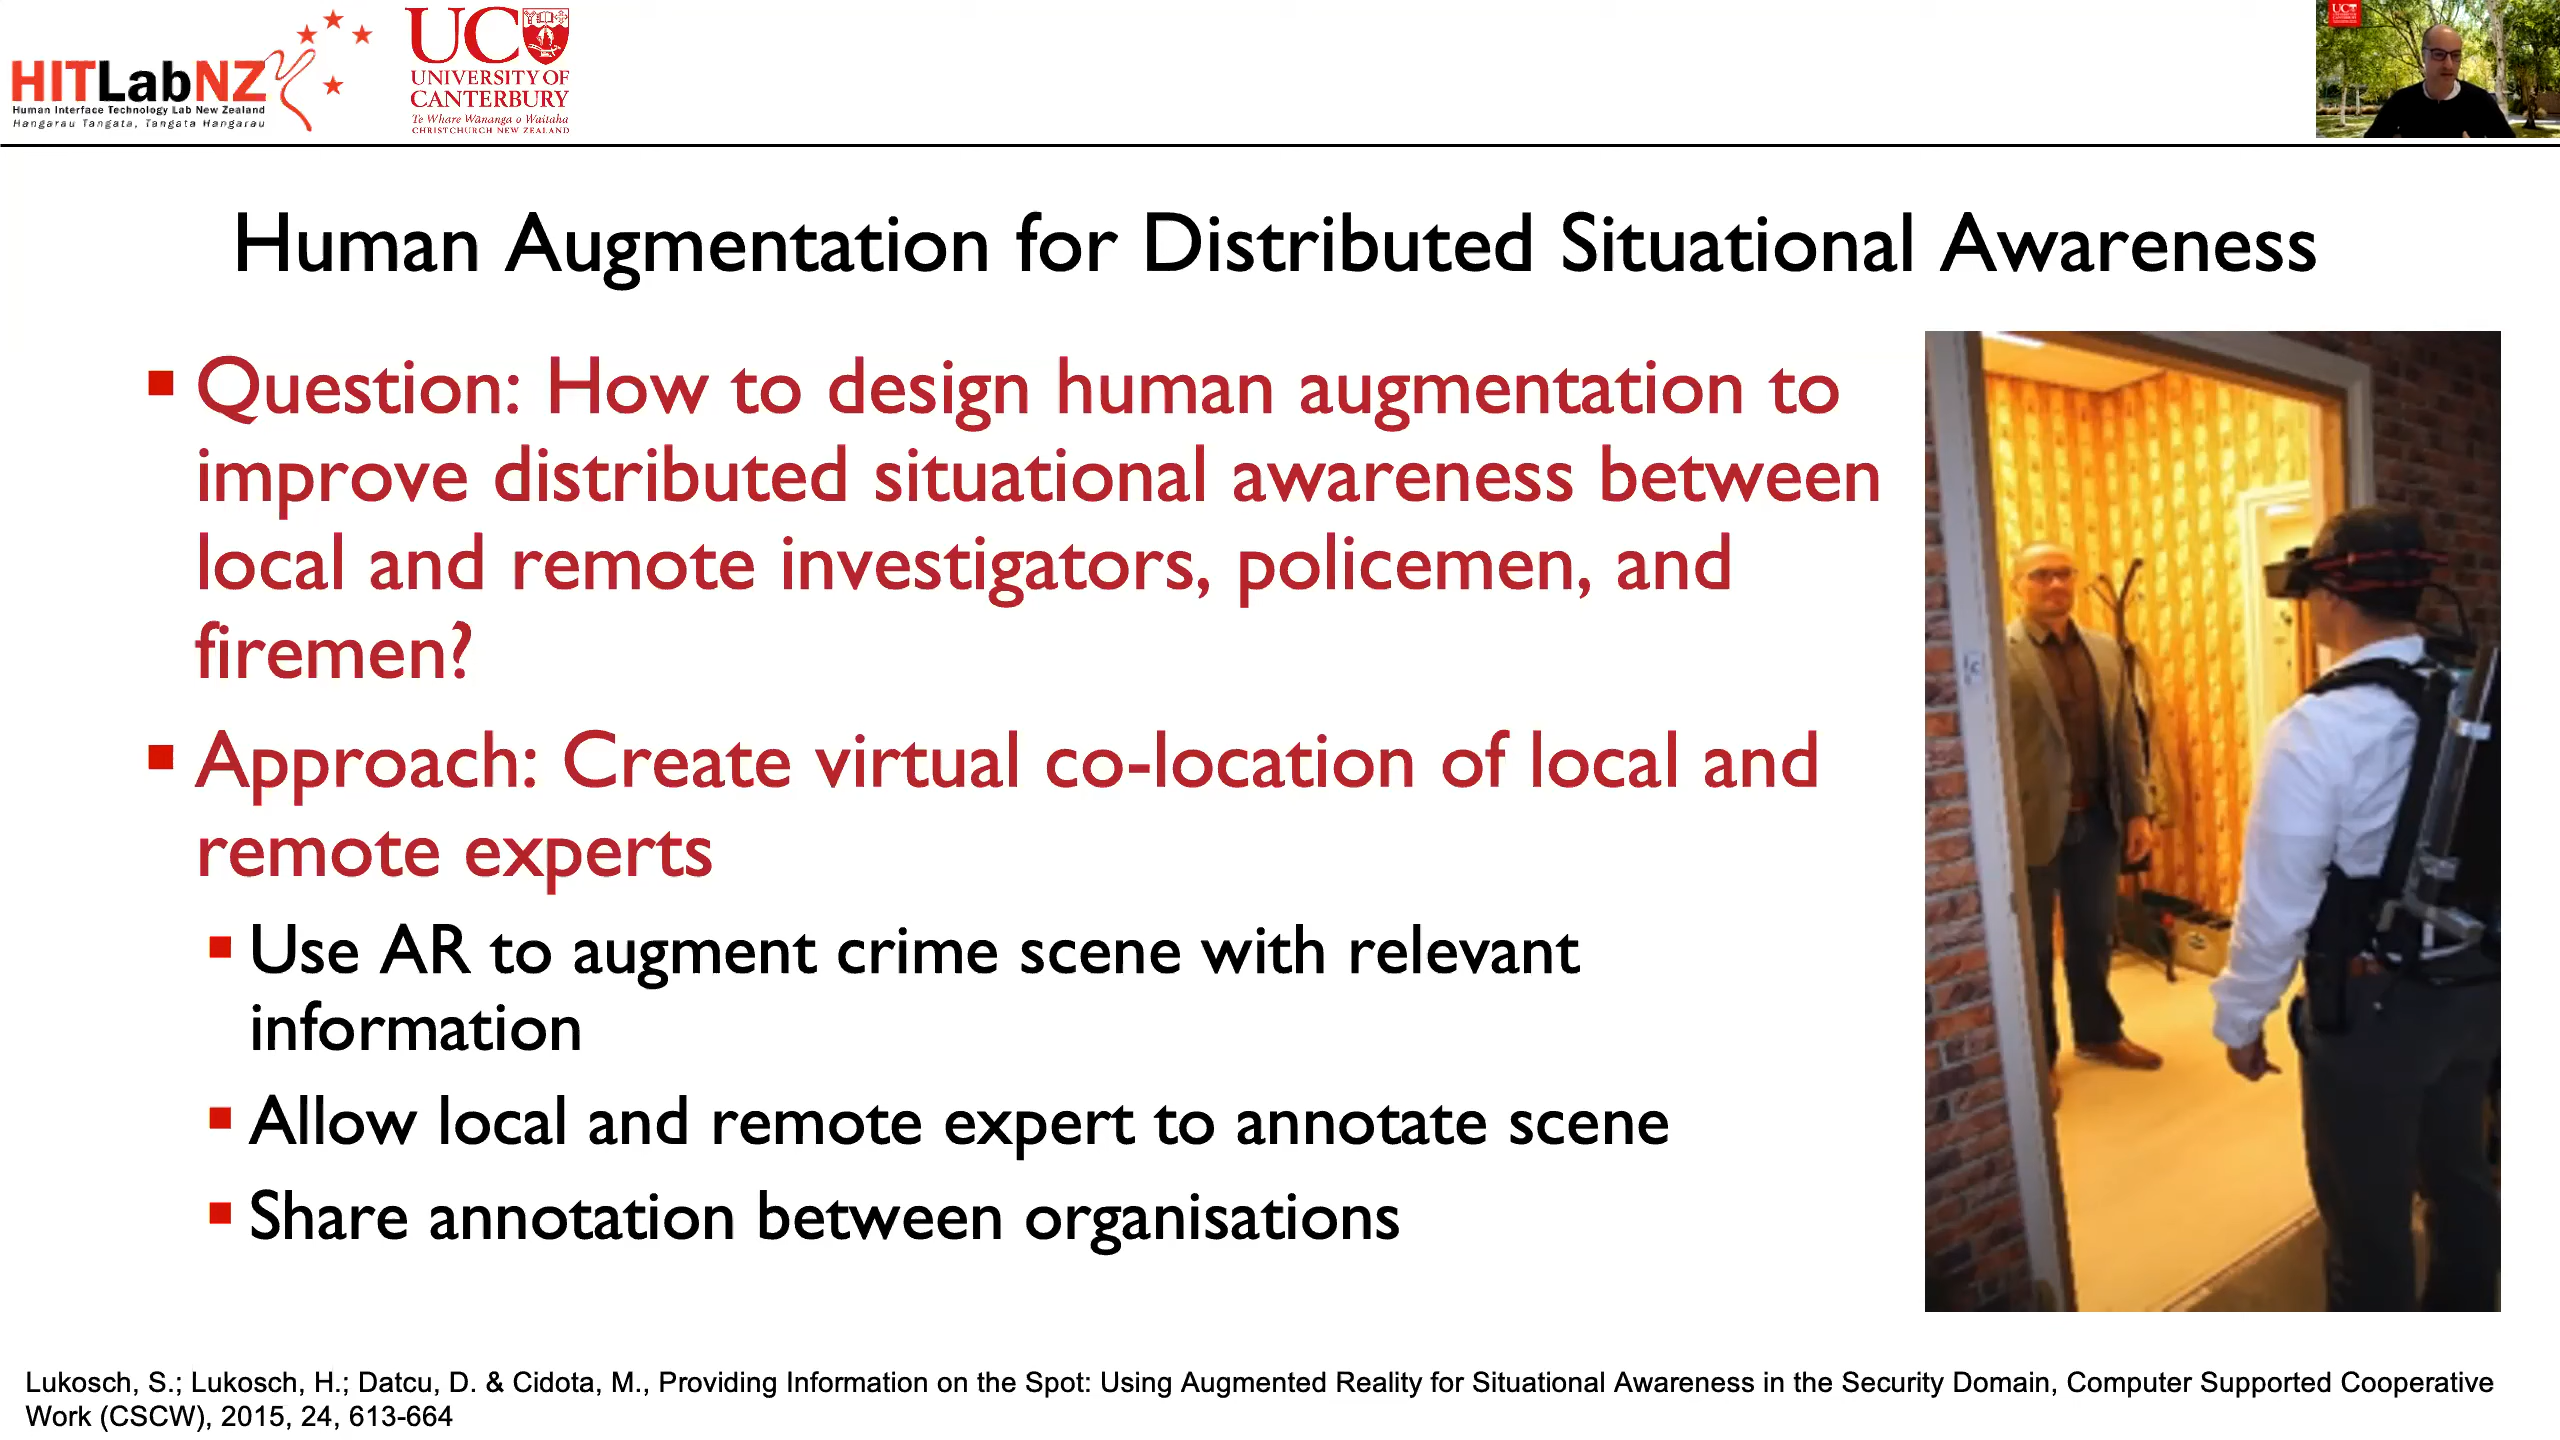 HITLabNZ
Human Interface Technology Lab New Zealand
Hangarau Tangata, Tangata Hangarau
UC
UNIVERSITY OF
CANTERBURY
Te Whare Wānanga o Waitaha
CHRISTCHURCH NEW ZEALAND
UC
Human Augmentation for Distributed Situational Awareness
Question: How to design human augmentation to
improve distributed situational awareness between
local and remote investigators, policemen, and
firemen?
Approach: Create virtual co-location of local and
remote experts
Use AR to augment crime scene with relevant
information
Allow local and remote expert to annotate scene
Share annotation between organisations
Lukosch, S.; Lukosch, H.; Datcu, D. & Cidota, M., Providing Information on the Spot: Using Augmented Reality for Situational Awareness in the Security Domain, Computer Supported Cooperative
Work (CSCW), 2015, 24, 613-664